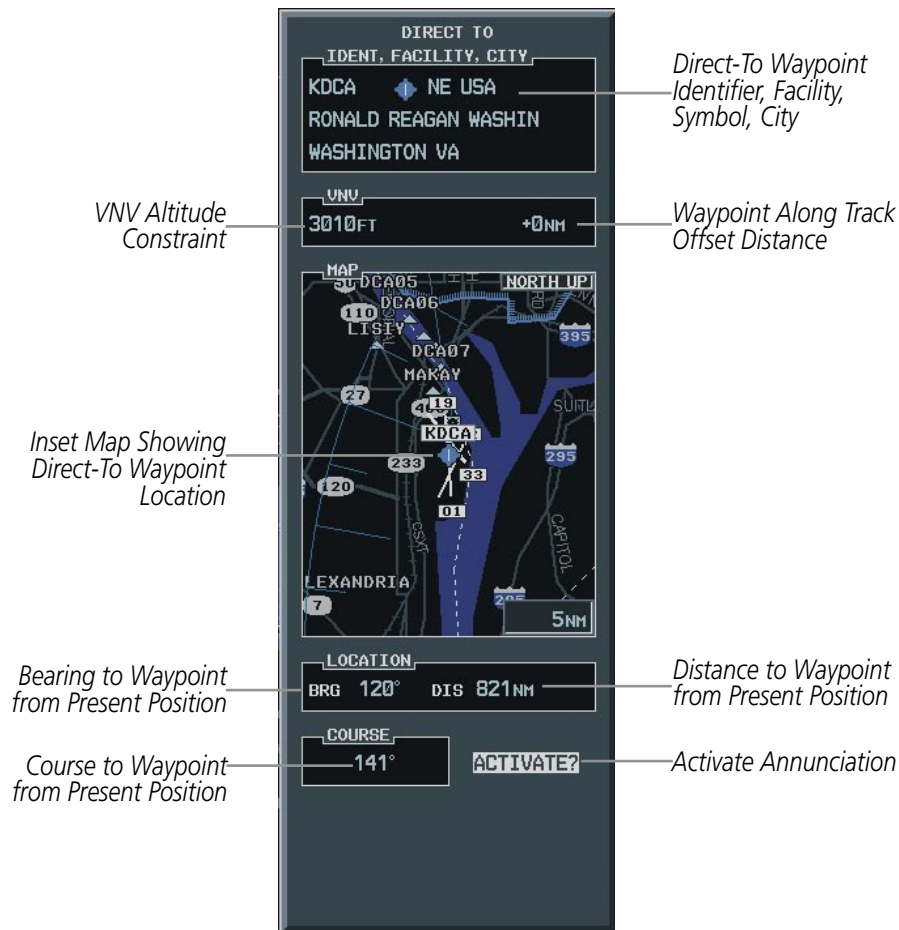 DIRECT TO
IDENT, FACILITY, CITY
KDCA NE USA
RONALD REAGAN WASHIN
WASHINGTON VA
Direct-To Waypoint
Identifier, Facility,
Symbol, City
VNV Altitude
Constraint
VNV
3010FT +0NM
Waypoint Along Track
Offset Distance
MAP
NORTH UP
DCA05
DCA06
110
LISIY
395
DCA07
MAKAY
27
19
SUITL
KDCA
233
33
295
120
01
CSXT
CAPITOL
LEXANDRIA
7
295
5NM
Inset Map Showing
Direct-To Waypoint
Location
LOCATION
BRG 120° DIS 821NM
Bearing to Waypoint
from Present Position
Distance to Waypoint
from Present Position
COURSE
141°
ACTIVATE?
Course to Waypoint
from Present Position
Activate Annunciation